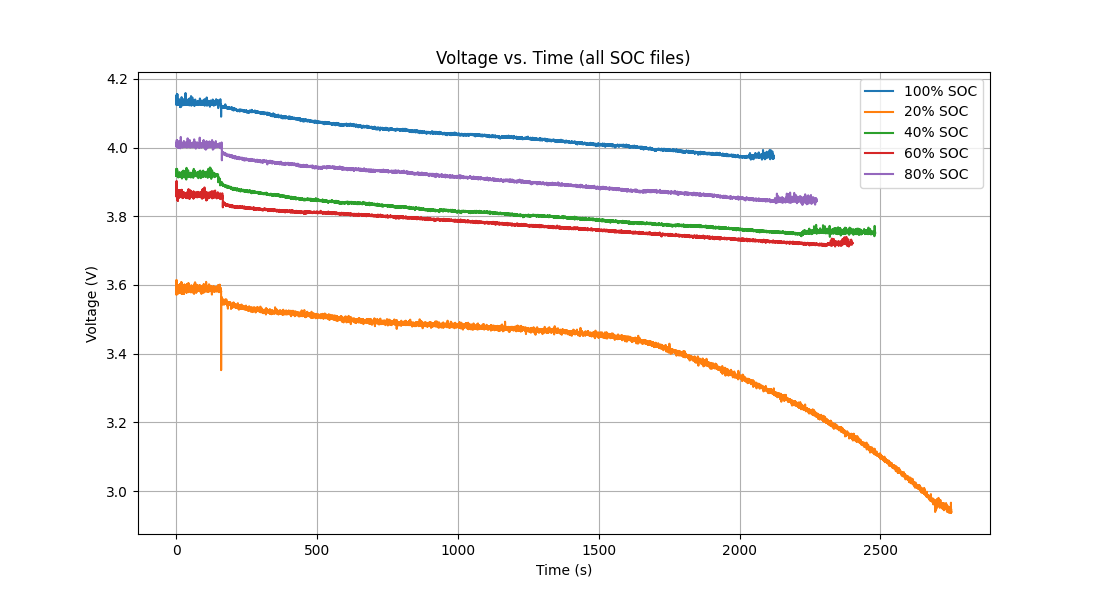 Voltage vs. Time (all SOC files)
4.2
4.0
3.8
3.6
3.4
3.2
3.0
Voltage (V)
100% SOC
20% SOC
40% SOC
60% SOC
80% SOC
0 500 1000 1500 2000 2500
Time (s)